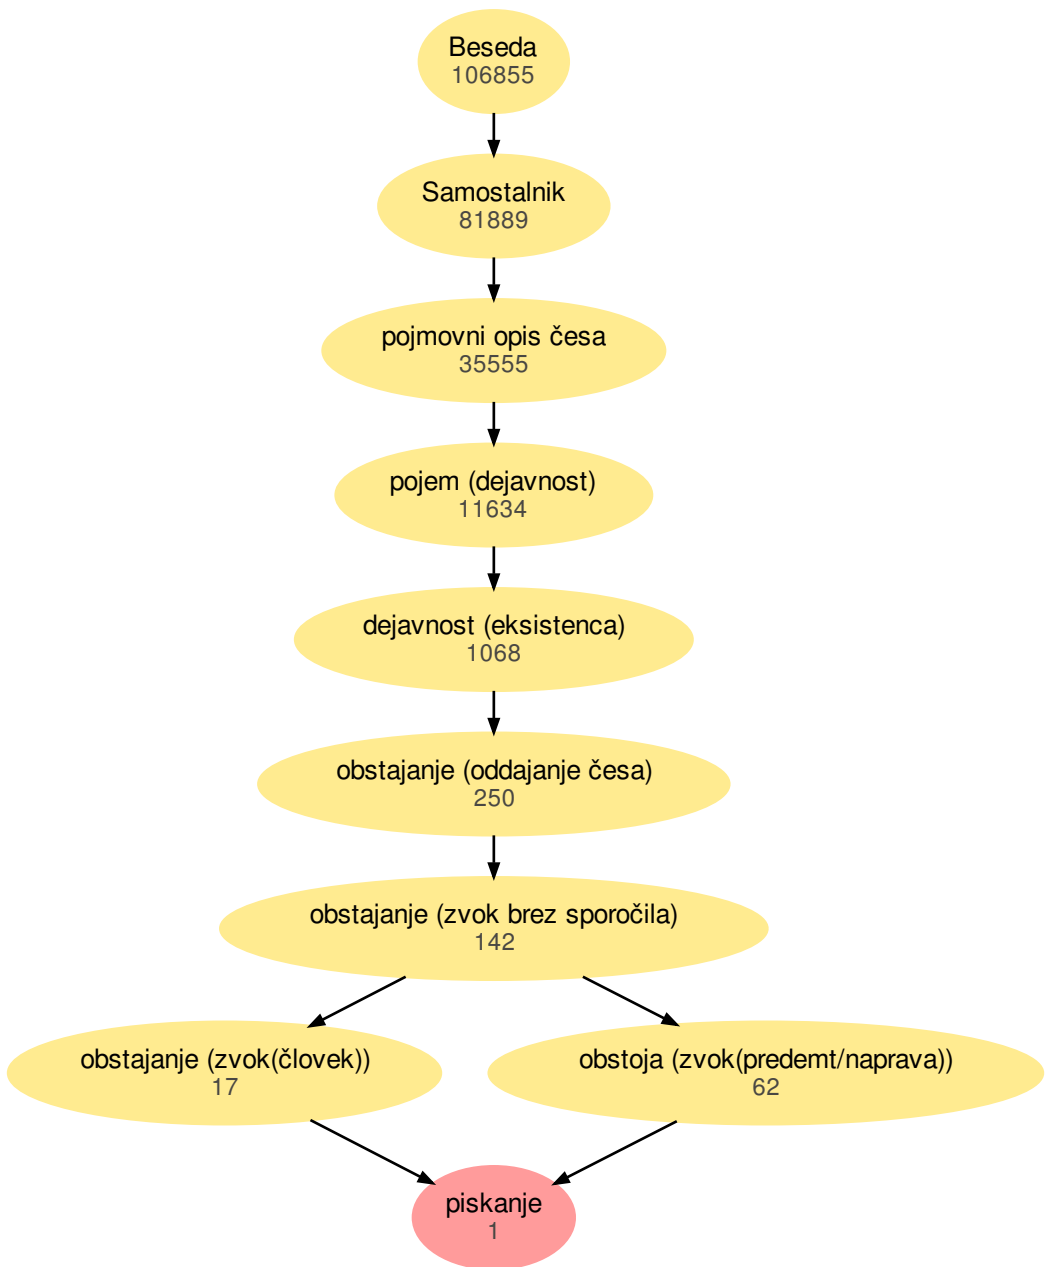 Beseda
106855
Samostalnik
81889
pojmovni opis česa
35555
pojem (dejavnost)
11634
dejavnost (eksistenca)
1068
obstajanje (oddajanje česa)
250
obstajanje (zvok brez sporočila)
142
obstajanje (zvok(človek))
17
obstoja (zvok(predemt/naprava))
62
piskanje
1